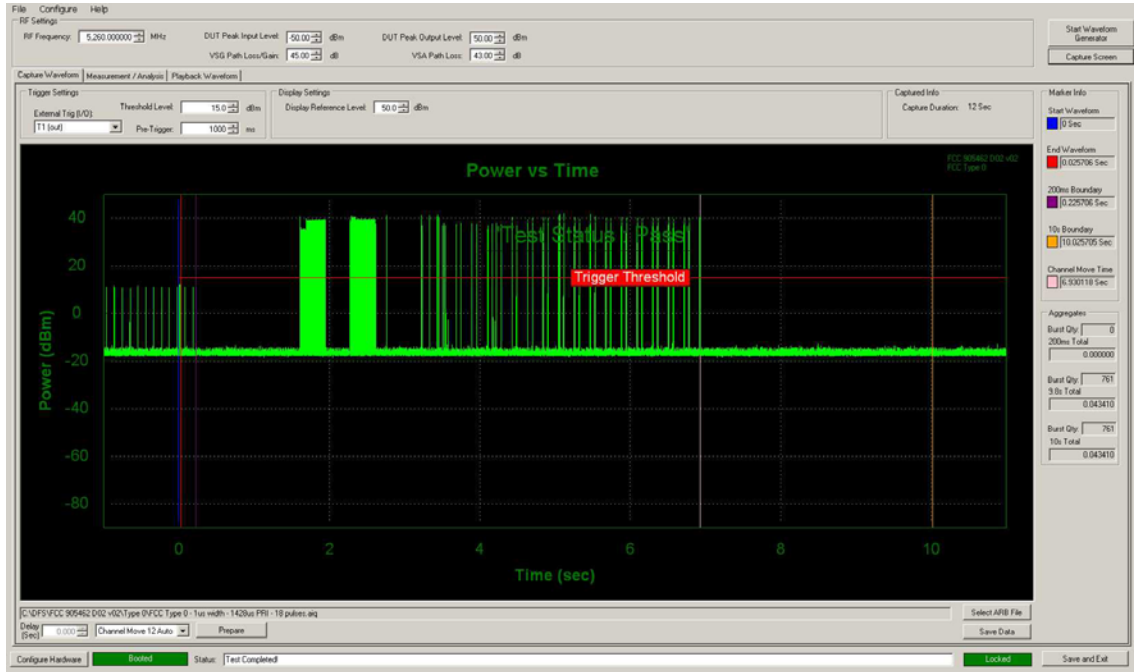 File Configure Help
RF Settings
RF Frequency: 5,260.000000 MHz
DUT Peak Input Level: -50.00 dBm
DUT Peak Output Level: 50.00 dBm
VSG Path Loss/Gain: 45.00 dB
VSA Path Loss: 43.00 dB
Start Waveform
Generator
Capture Screen
Capture Waveform Measurement / Analysis Playback Waveform
Trigger Settings
External Trig (I/O):
T1 (out)
Threshold Level: 15.0 dBm
Pre-Trigger: 1000 ms
Display Settings
Display Reference Level: 50.0 dBm
Captured Info
Capture Duration: 12 Sec
Marker Info
Start Waveform
0 Sec
End Waveform
0.025706 Sec
200ms Boundary
0.225706 Sec
10s Boundary
10.025705 Sec
Channel Move Time
6.930118 Sec
Aggregates
Burst Qty: 0
200ms Total
0.000000
Burst Qty: 761
9.8s Total
0.043410
Burst Qty: 761
10s Total
0.043410
Power vs Time
FCC 905462 D02 v02
FCC Type 0
"Test Status : Pass"
Trigger Threshold
Power (dBm)
40
20
0
-20
-40
-60
-80
0 2 4 6 8 10
Time (sec)
C:\DFS\FCC 905462 D02 v02\Type 0\FCC Type 0 - 1us width - 1428us PRI - 18 pulses.aiq
Select ARB File
Delay
(Sec)
0.000
Channel Move 12 Auto
Prepare
Save Data
Configure Hardware
Booted
Status: Test Completed!
Locked
Save and Exit